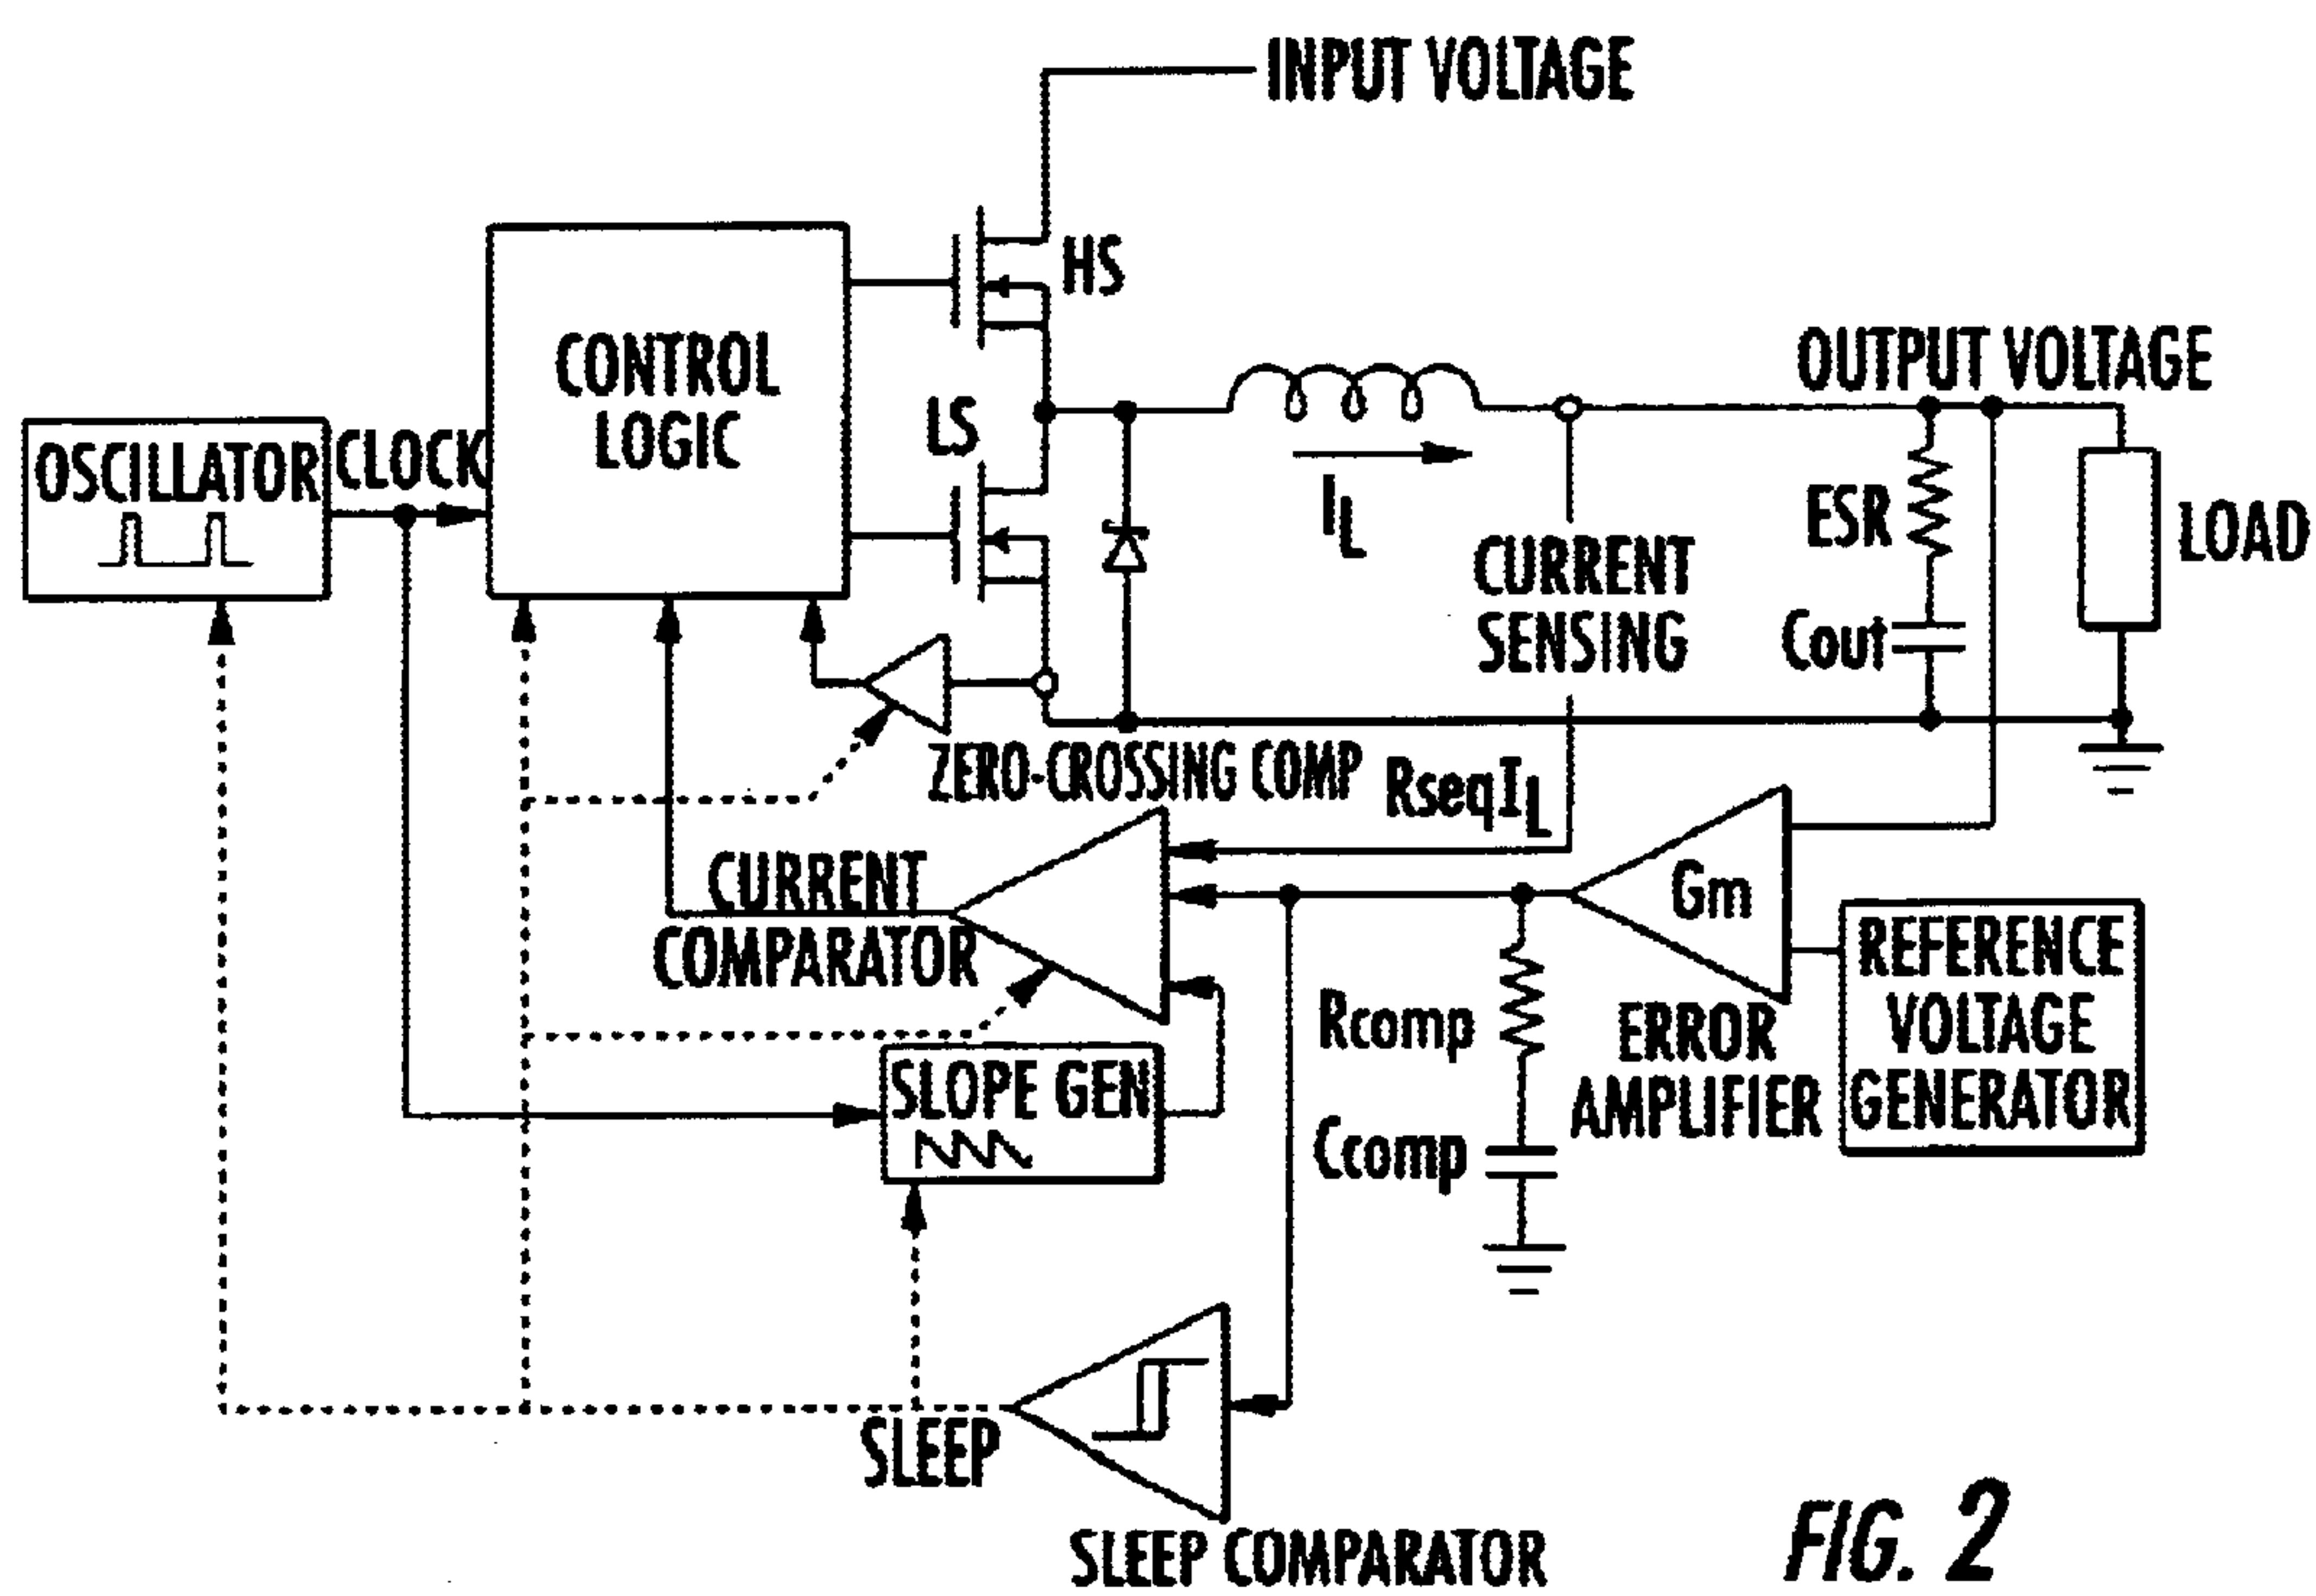 INPUT VOLTAGE
HS
CONTROL
LOGIC
OUTPUT VOLTAGE
LS
OSCILLATOR
CLOCK
IL
ESR
LOAD
CURRENT
SENSING
Cout
ZERO-CROSSING COMP
RseqIL
CURRENT
COMPARATOR
Gm
REFERENCE
VOLTAGE
GENERATOR
Rcomp
ERROR
AMPLIFIER
SLOPE GEN
Ccomp
SLEEP
SLEEP COMPARATOR
FIG. 2